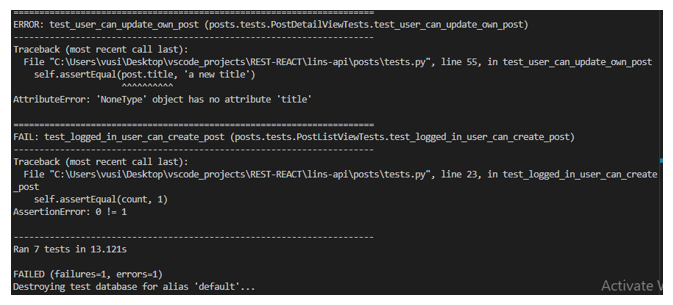 ======================================================================
ERROR: test_user_can_update_own_post (posts.tests.PostDetailViewTests.test_user_can_update_own_post)
----------------------------------------------------------------------
Traceback (most recent call last):
  File "C:\Users\vusi\Desktop\vscode_projects\REST-REACT\lins-api\posts\tests.py", line 55, in test_user_can_update_own_post
    self.assertEqual(post.title, 'a new title')
                     ^^^^^^^^^^
AttributeError: 'NoneType' object has no attribute 'title'
======================================================================
FAIL: test_logged_in_user_can_create_post (posts.tests.PostListViewTests.test_logged_in_user_can_create_post)
----------------------------------------------------------------------
Traceback (most recent call last):
  File "C:\Users\vusi\Desktop\vscode_projects\REST-REACT\lins-api\posts\tests.py", line 23, in test_logged_in_user_can_create
_post
    self.assertEqual(count, 1)
AssertionError: 0 != 1
----------------------------------------------------------------------
Ran 7 tests in 13.121s
FAILED (failures=1, errors=1)
Destroying test database for alias 'default'...
Activate W